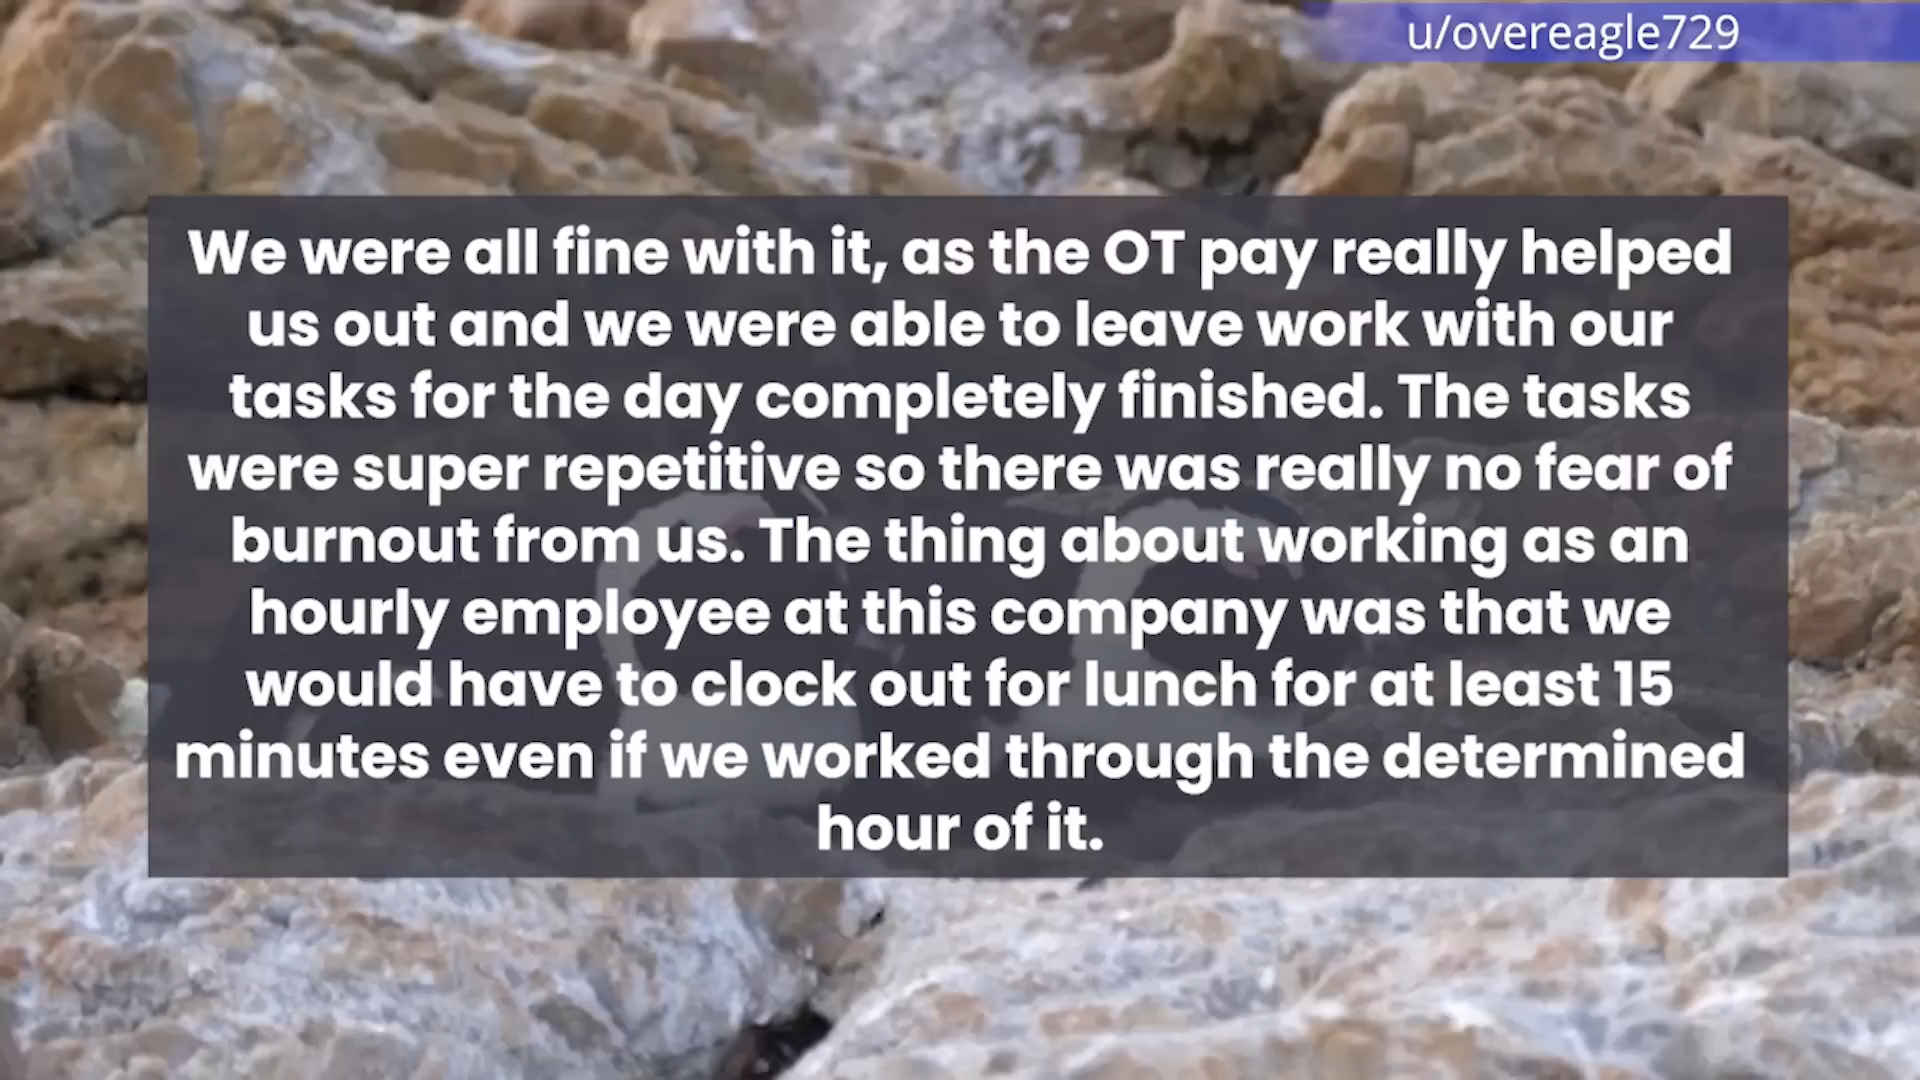 u/overeagle729
We were all fine with it, as the OT pay really helped
us out and we were able to leave work with our
tasks for the day completely finished. The tasks
were super repetitive so there was really no fear of
burnout from us. The thing about working as an
hourly employee at this company was that we
would have to clock out for lunch for at least 15
minutes even if we worked through the determined
hour of it.